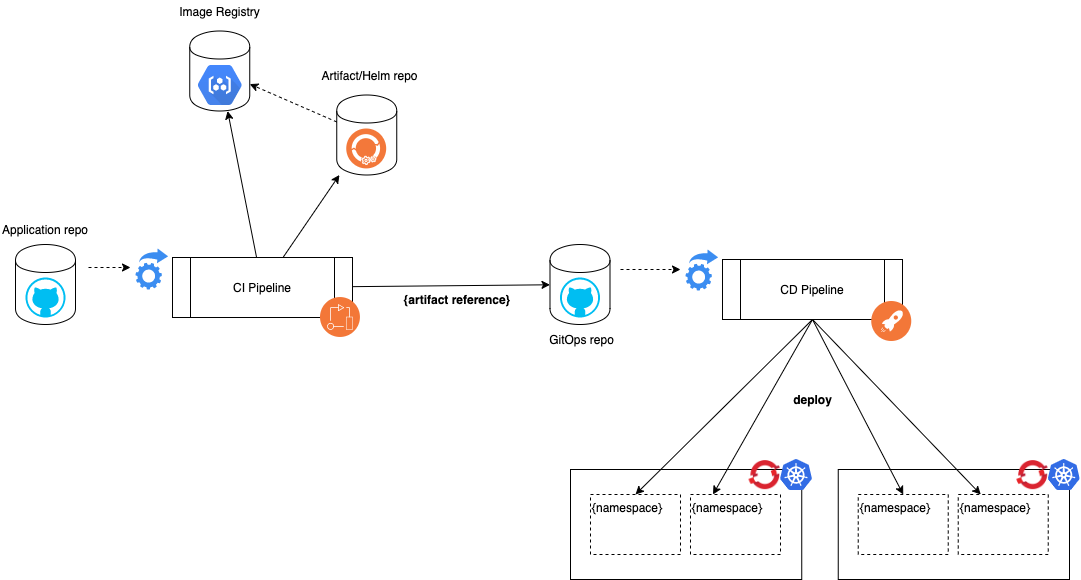 Image Registry
Artifact/Helm repo
Application repo
CI Pipeline
{artifact reference}
GitOps repo
CD Pipeline
deploy
{namespace}
{namespace}
{namespace}
{namespace}